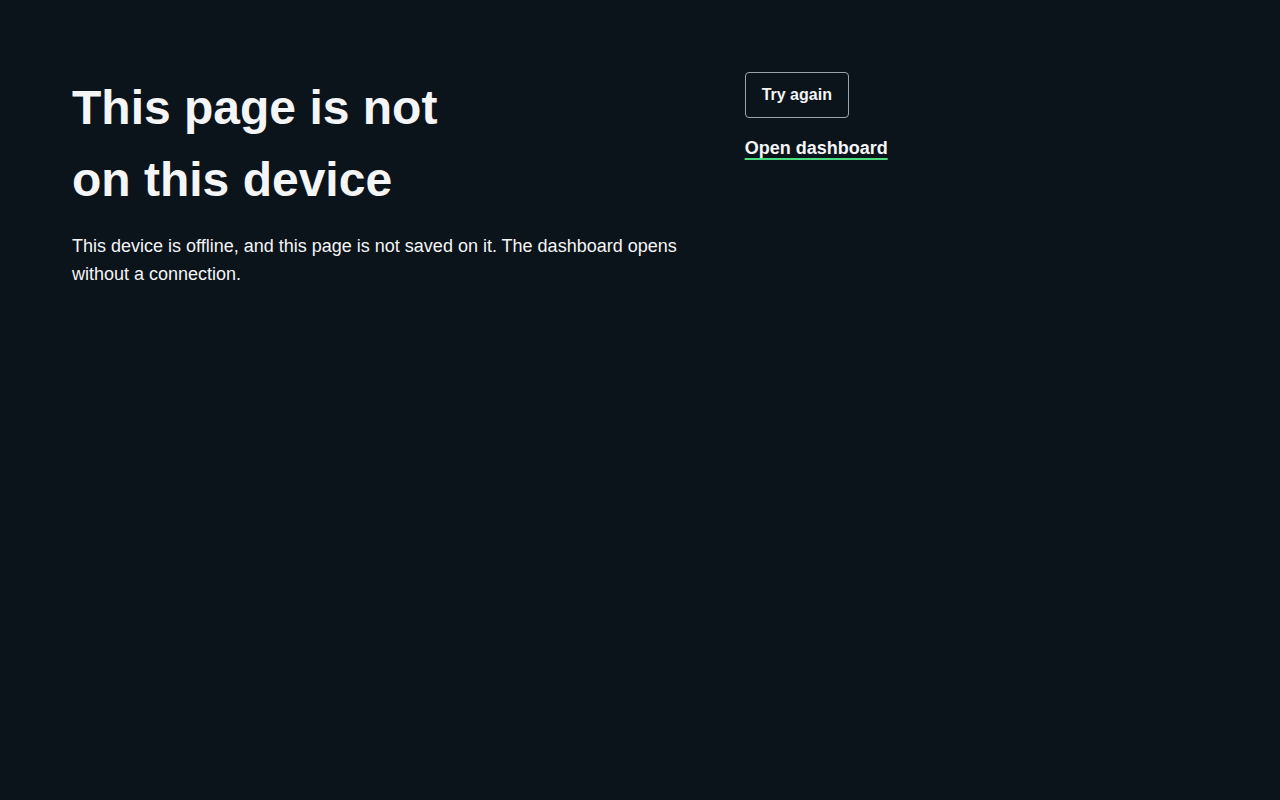 This page is not
on this device
This device is offline, and this page is not saved on it. The dashboard opens
without a connection.
Try again
Open dashboard